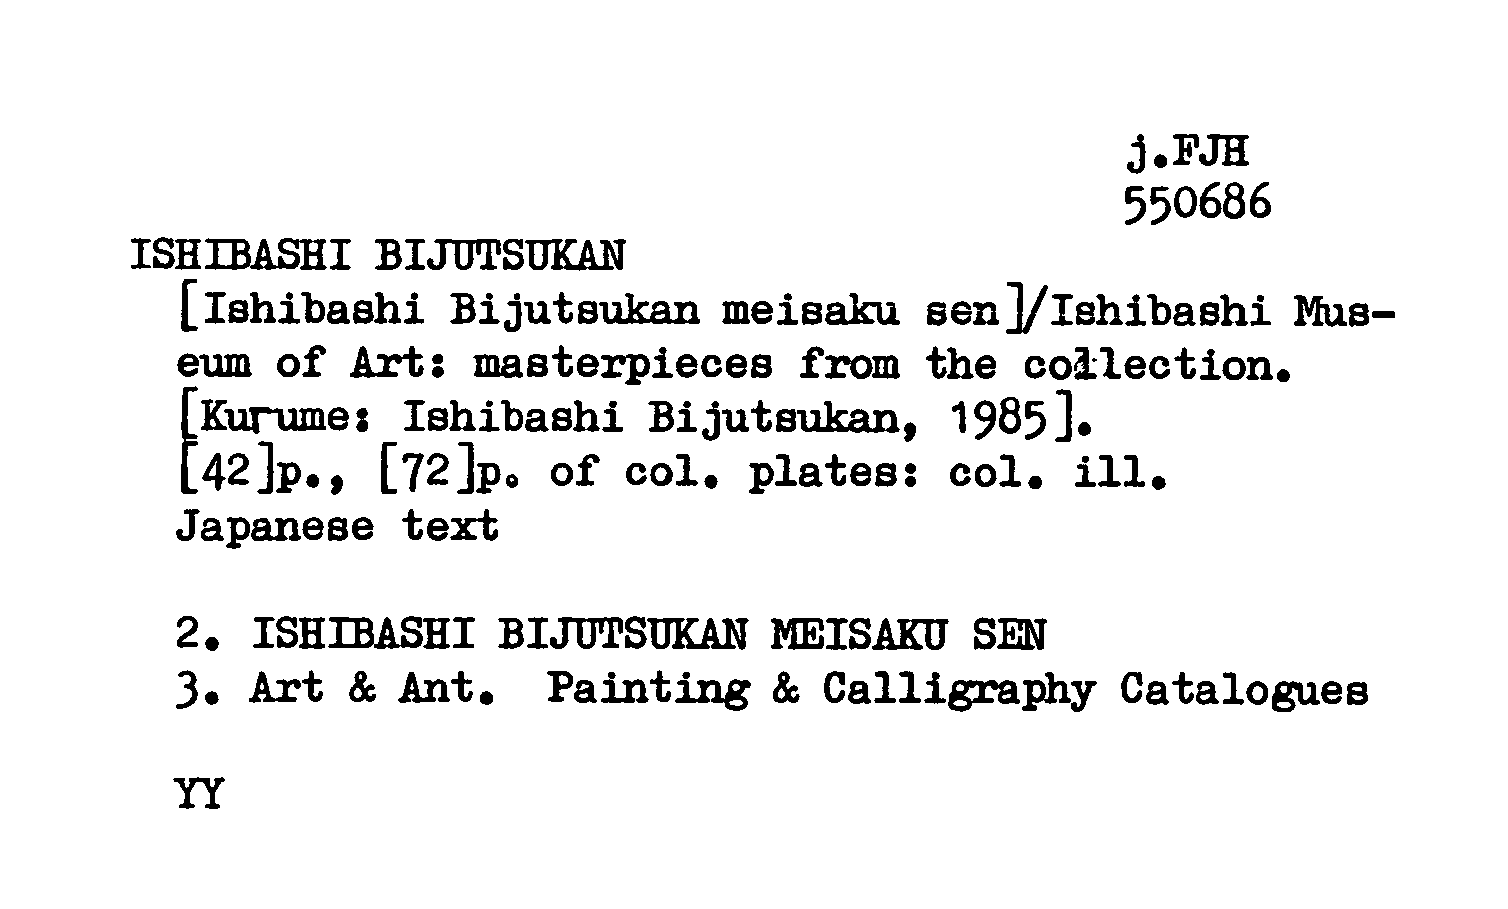 j.FJH
550686
ISHIBASHI BIJUTSUKAN
[Ishibashi Bijutsukan meisaku sen]/Ishibashi Mus-
eum of Art: masterpieces from the collection.
[Kurume: Ishibashi Bijutsukan, 1985].
[42]p., [72]p. of col. plates: col. ill.
Japanese text
2. ISHIBASHI BIJUTSUKAN MEISAKU SEN
3. Art & Ant. Painting & Calligraphy Catalogues
YY